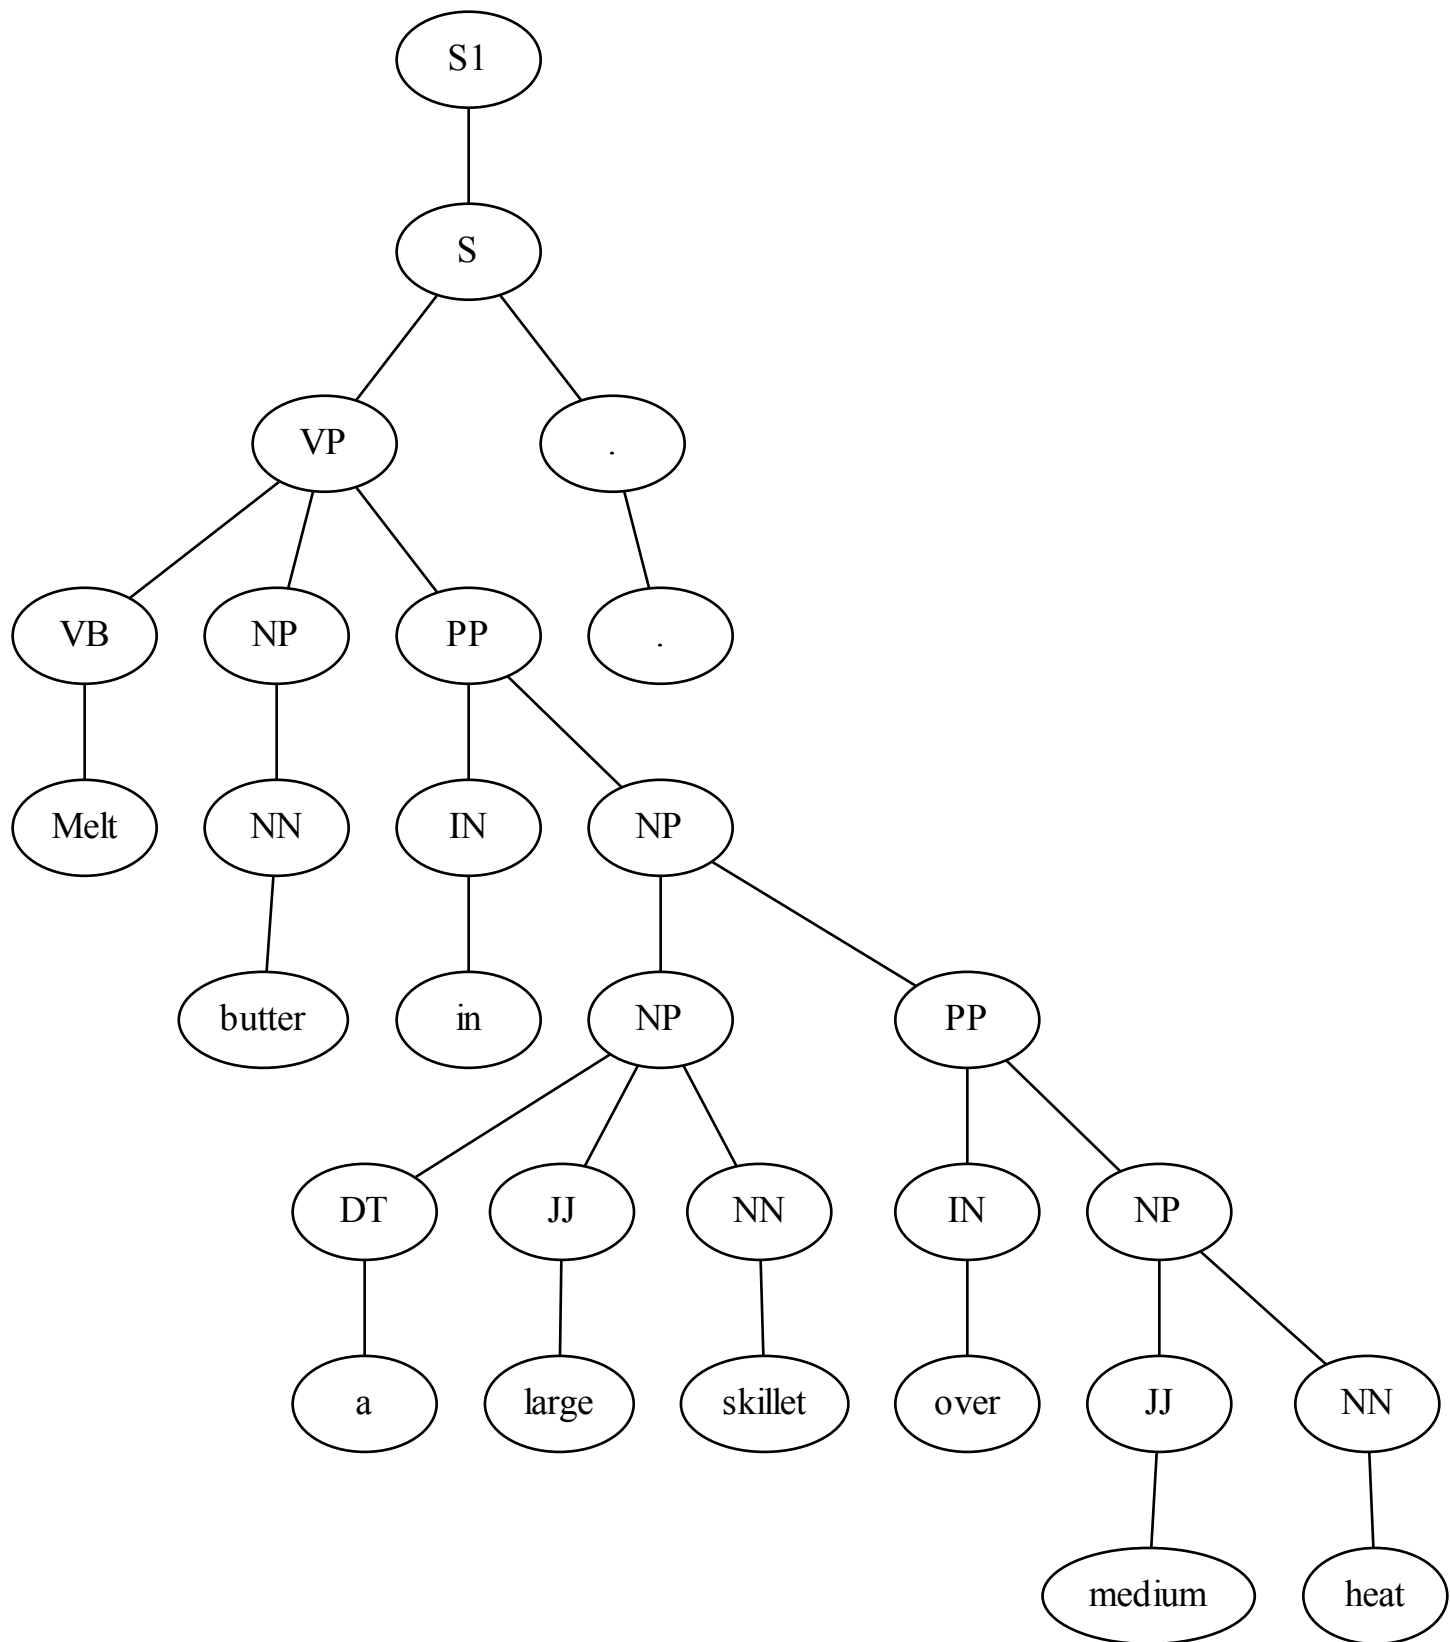 S1
S
VP .
VB NP PP .
Melt NN IN NP
butter in NP PP
DT JJ NN IN NP
a large skillet over JJ NN
medium heat